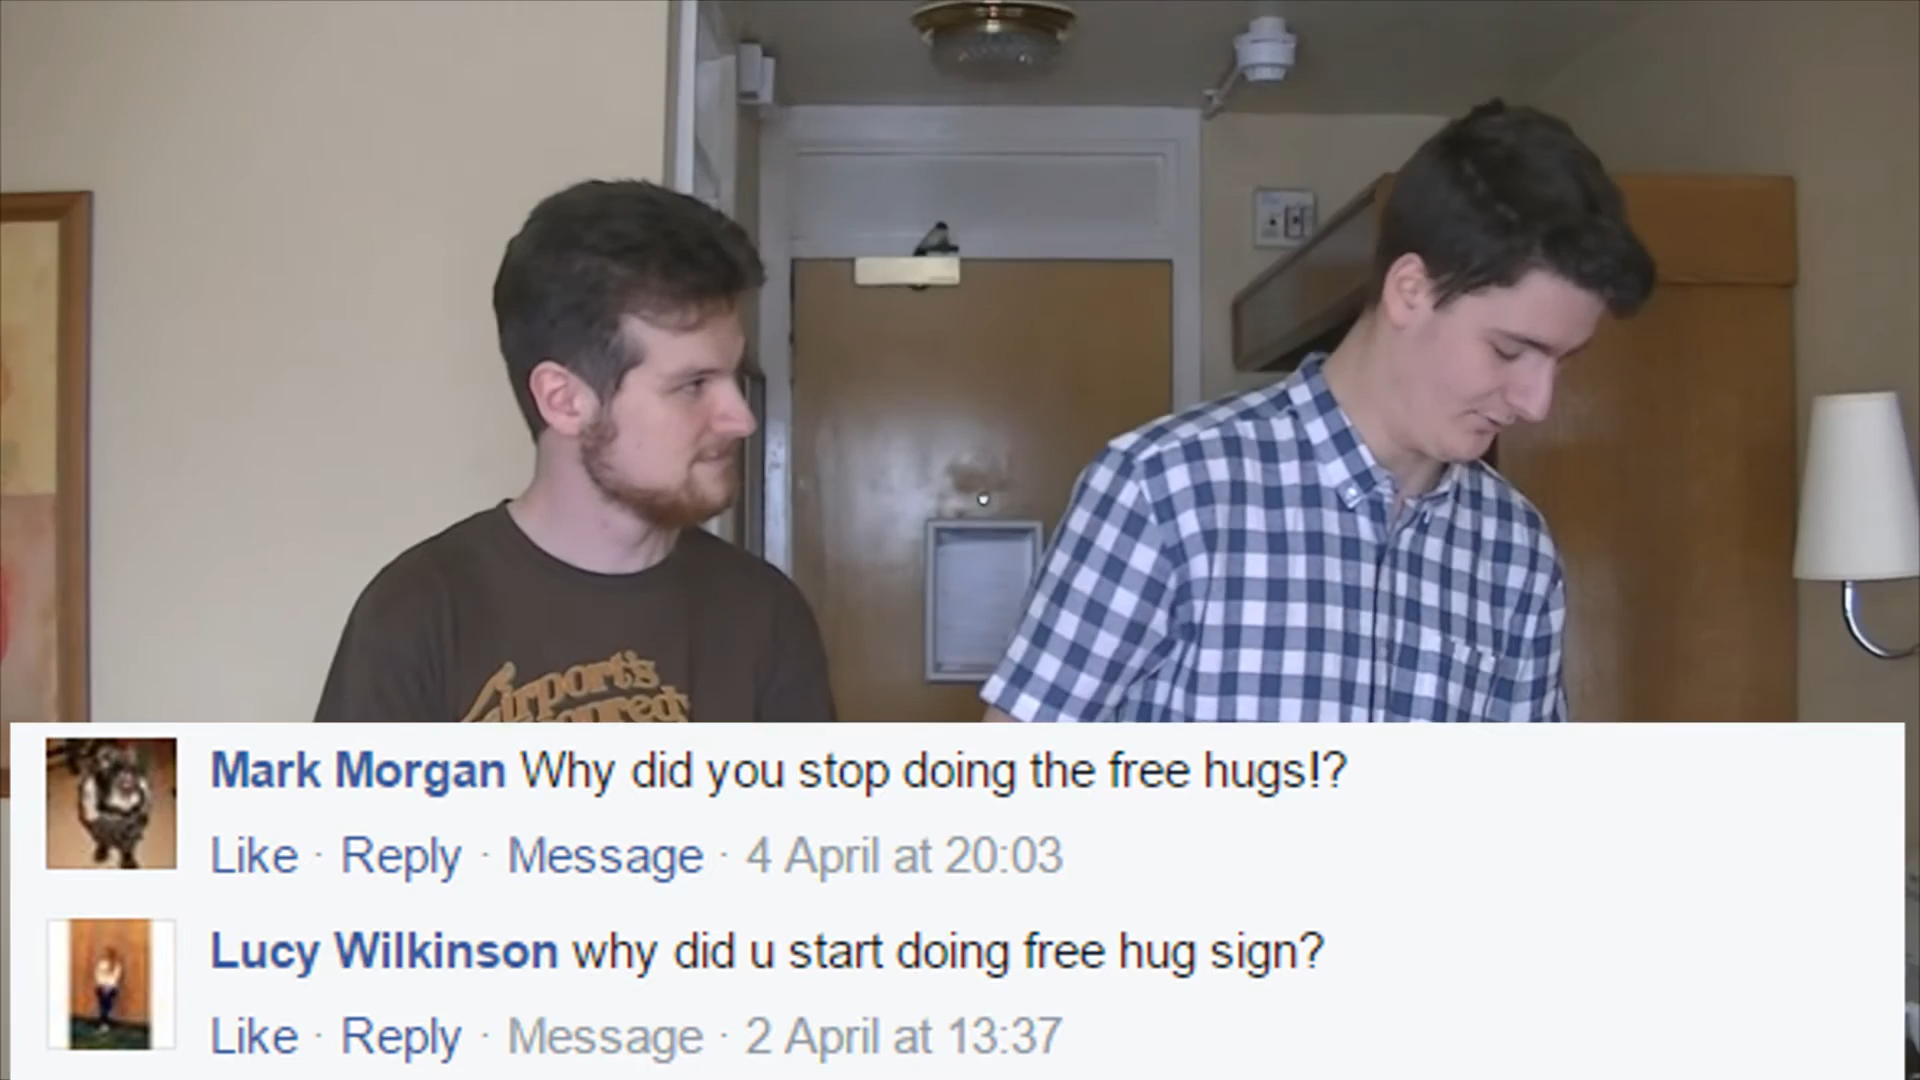 Airport's
Mark Morgan Why did you stop doing the free hugs!?
Like · Reply · Message · 4 April at 20:03
Lucy Wilkinson why did u start doing free hug sign?
Like · Reply · Message · 2 April at 13:37